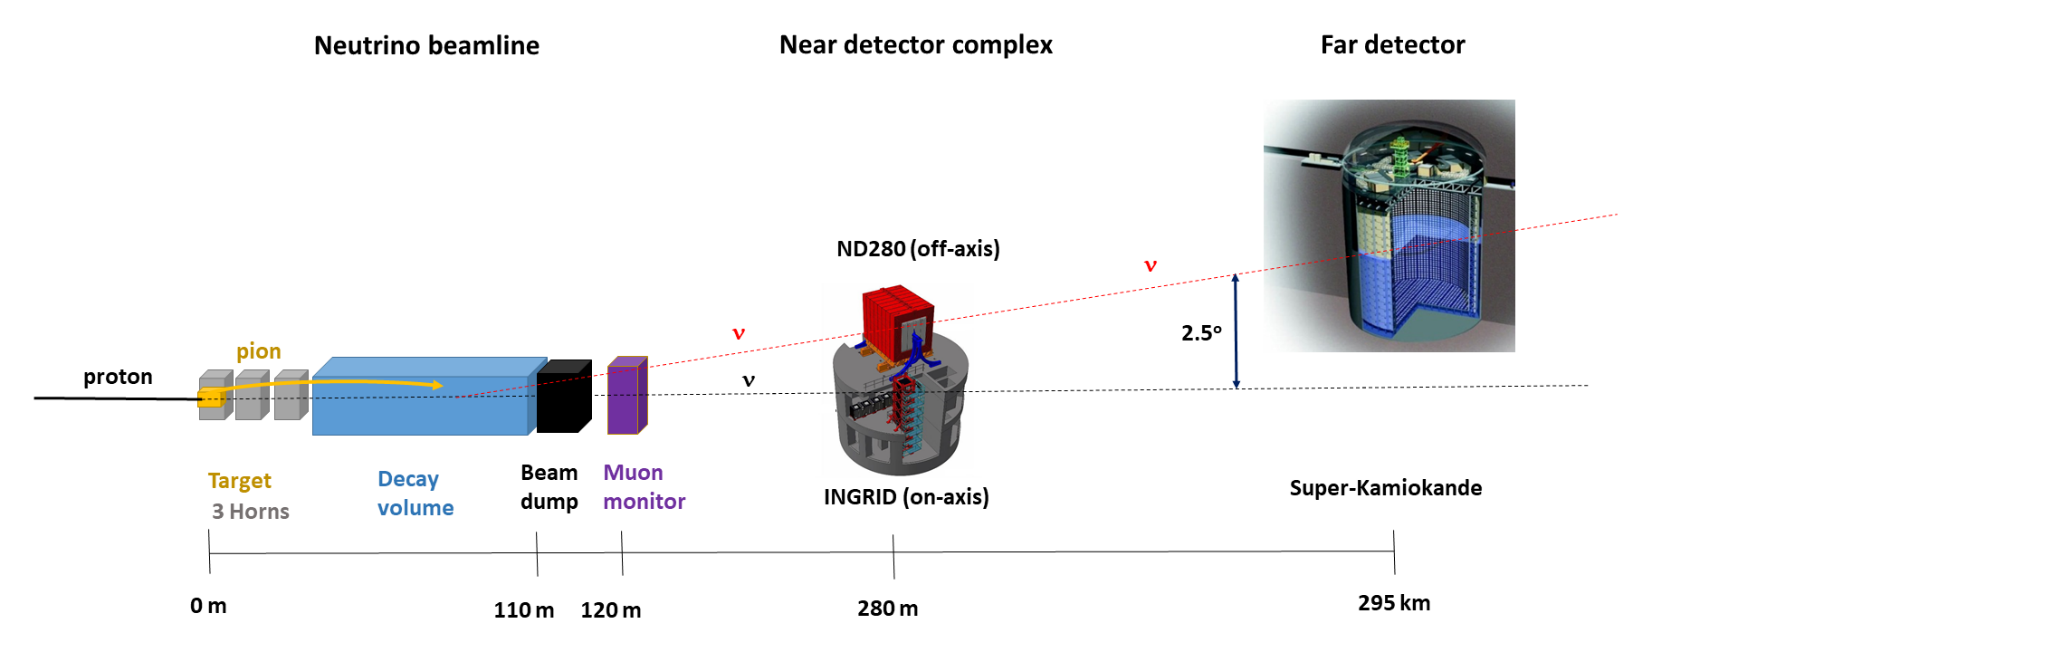 Neutrino beamline
Near detector complex
Far detector
ND280 (off-axis)
ν
ν
2.5°
pion
proton
ν
Target
3 Horns
Decay
volume
Beam
dump
Muon
monitor
INGRID (on-axis)
Super-Kamiokande
0 m
110 m
120 m
280 m
295 km